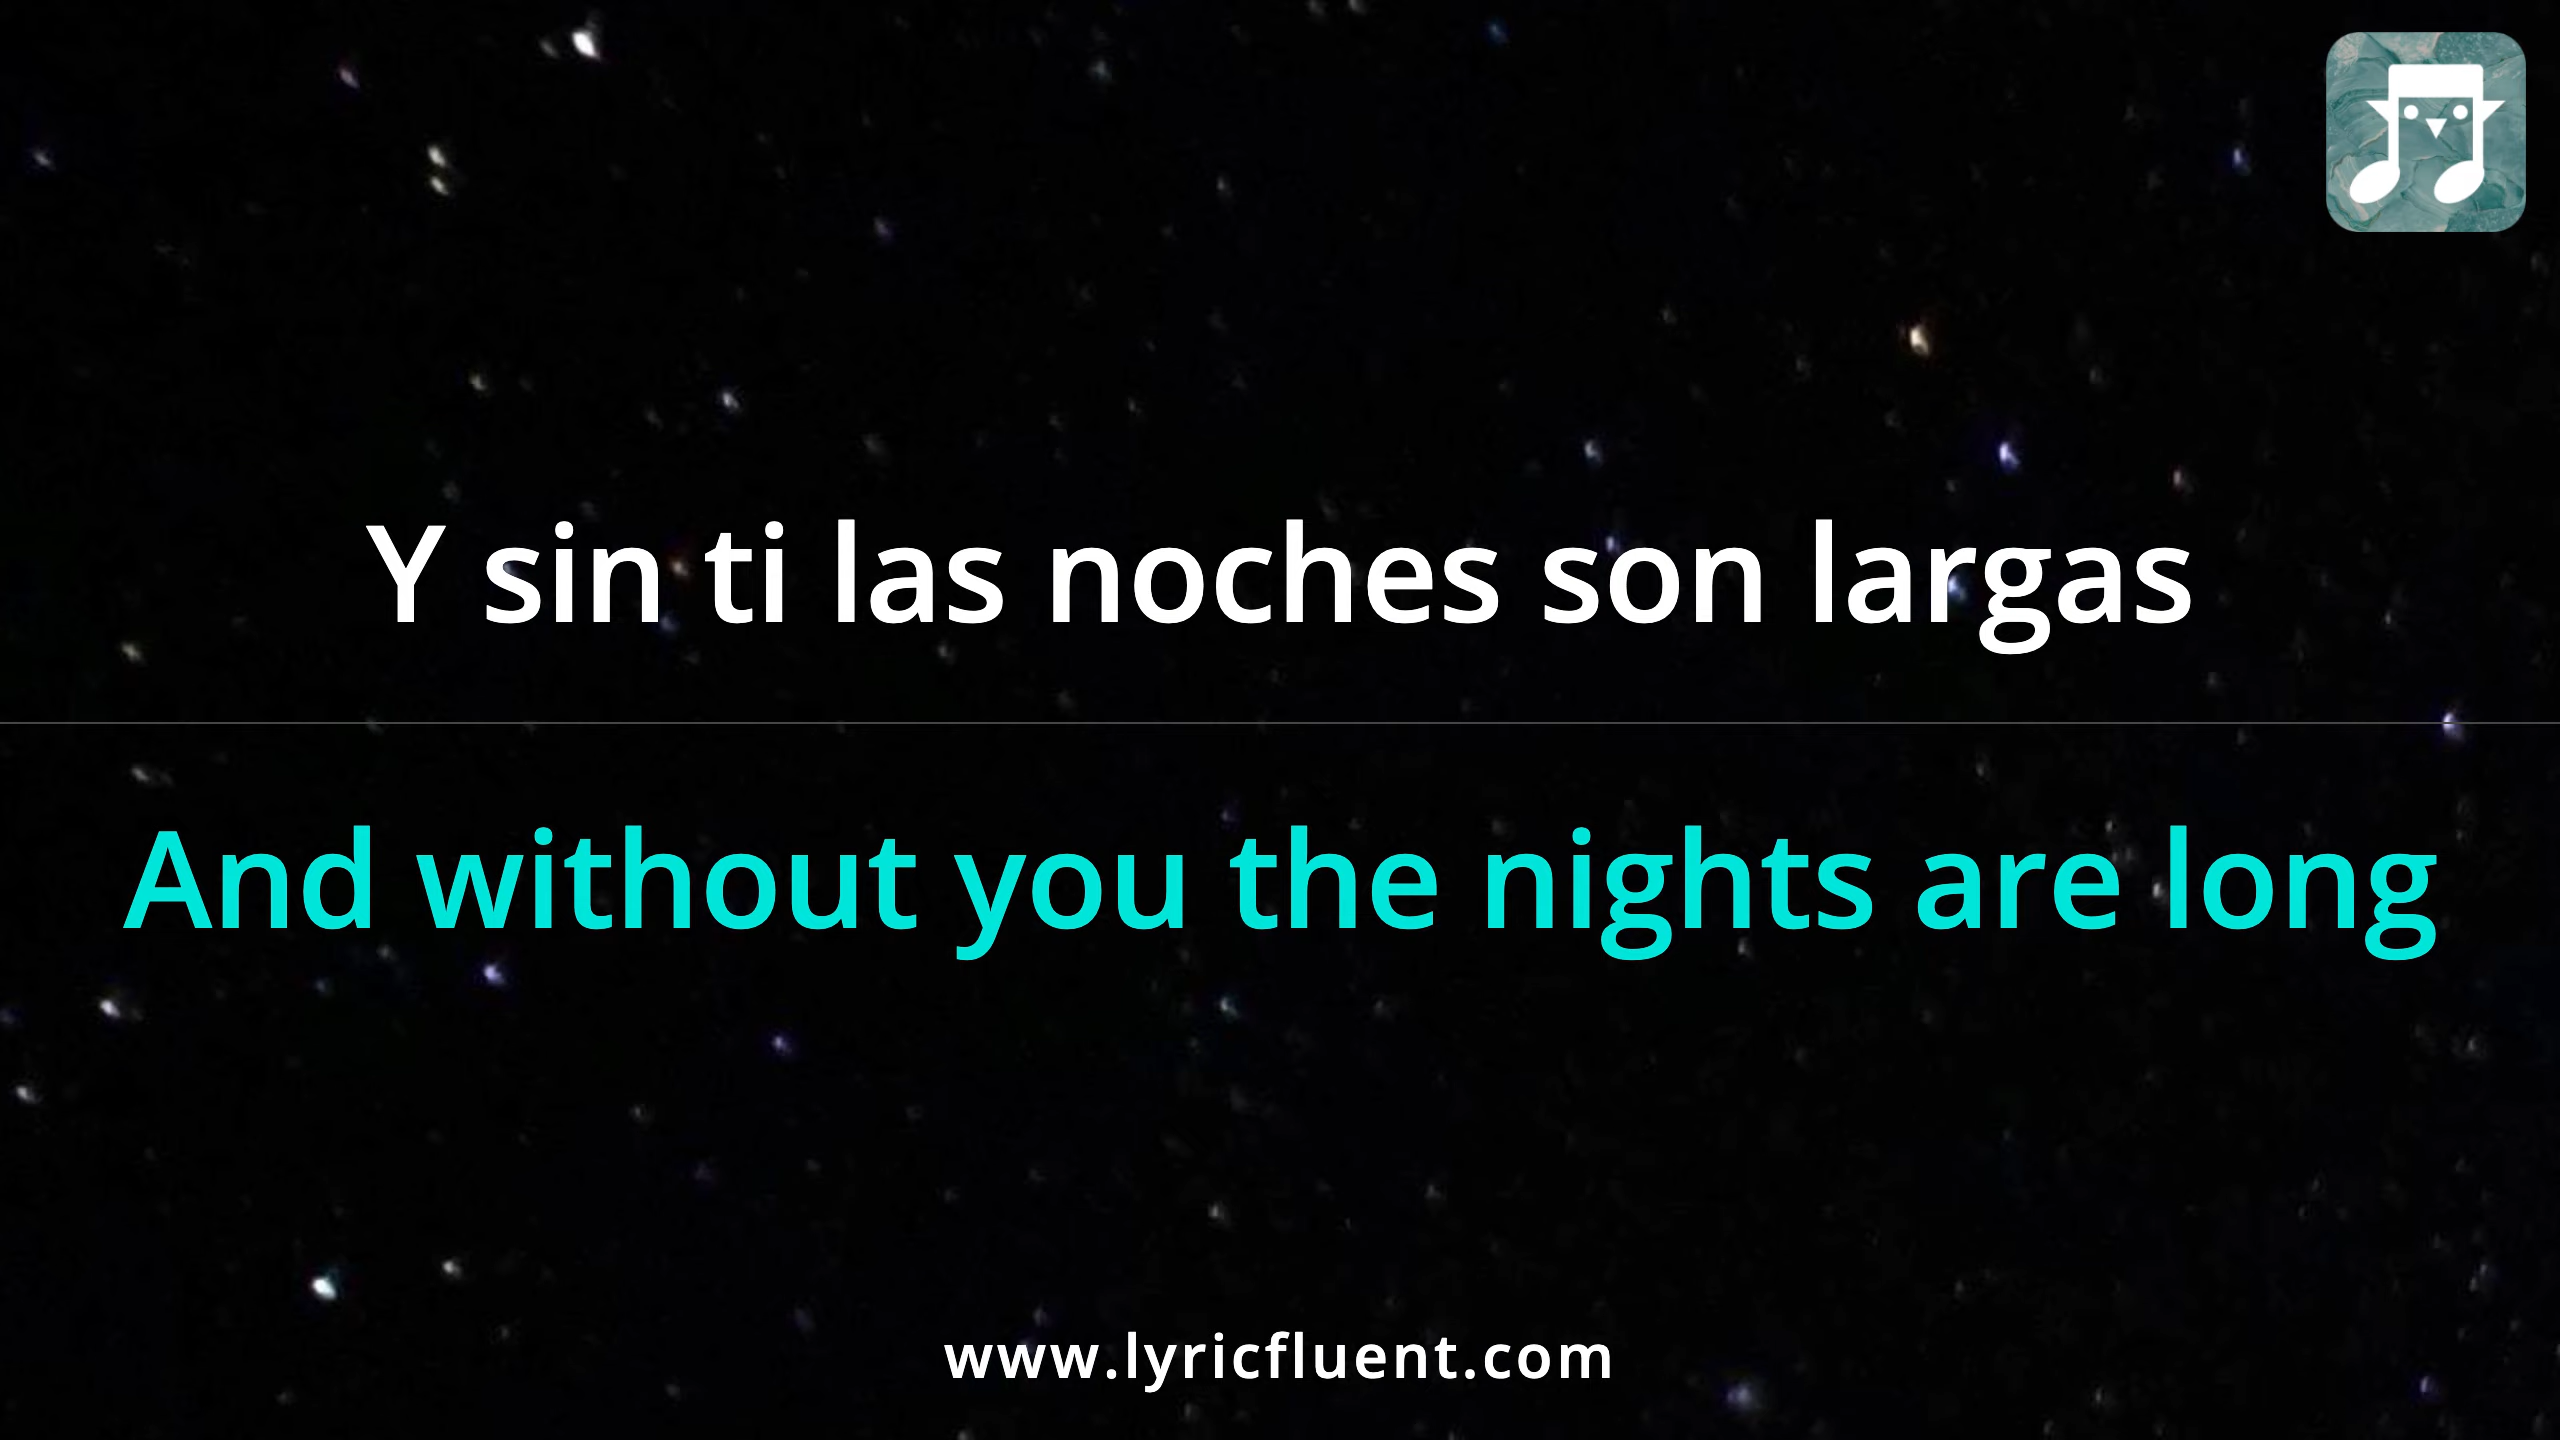 Y sin ti las noches son largas
And without you the nights are long
www.lyricfluent.com